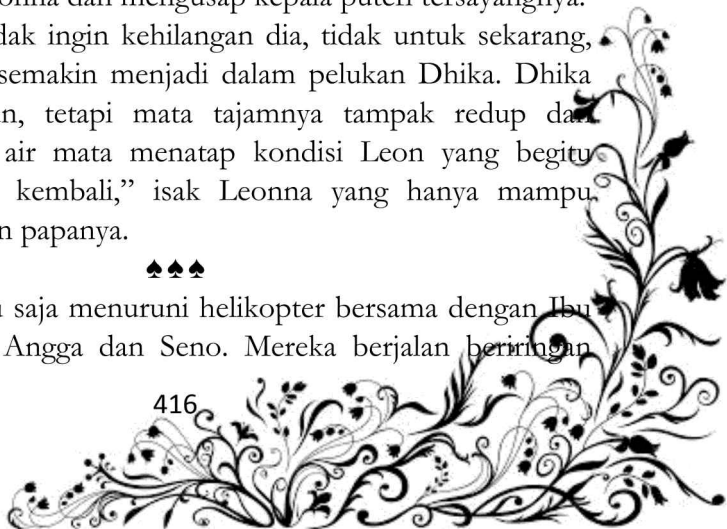 dan mengusap kepala puteri tersayangnya.
dak ingin kehilangan dia, tidak untuk sekarang,
semakin menjadi dalam pelukan Dhika. Dhika
n, tetapi mata tajamnya tampak redup dan
air mata menatap kondisi Leon yang begitu
kembali,” isak Leonna yang hanya mampu
n papanya.
♠♠♠
u saja menuruni helikopter bersama dengan Ibu
Angga dan Seno. Mereka berjalan beriringan
416